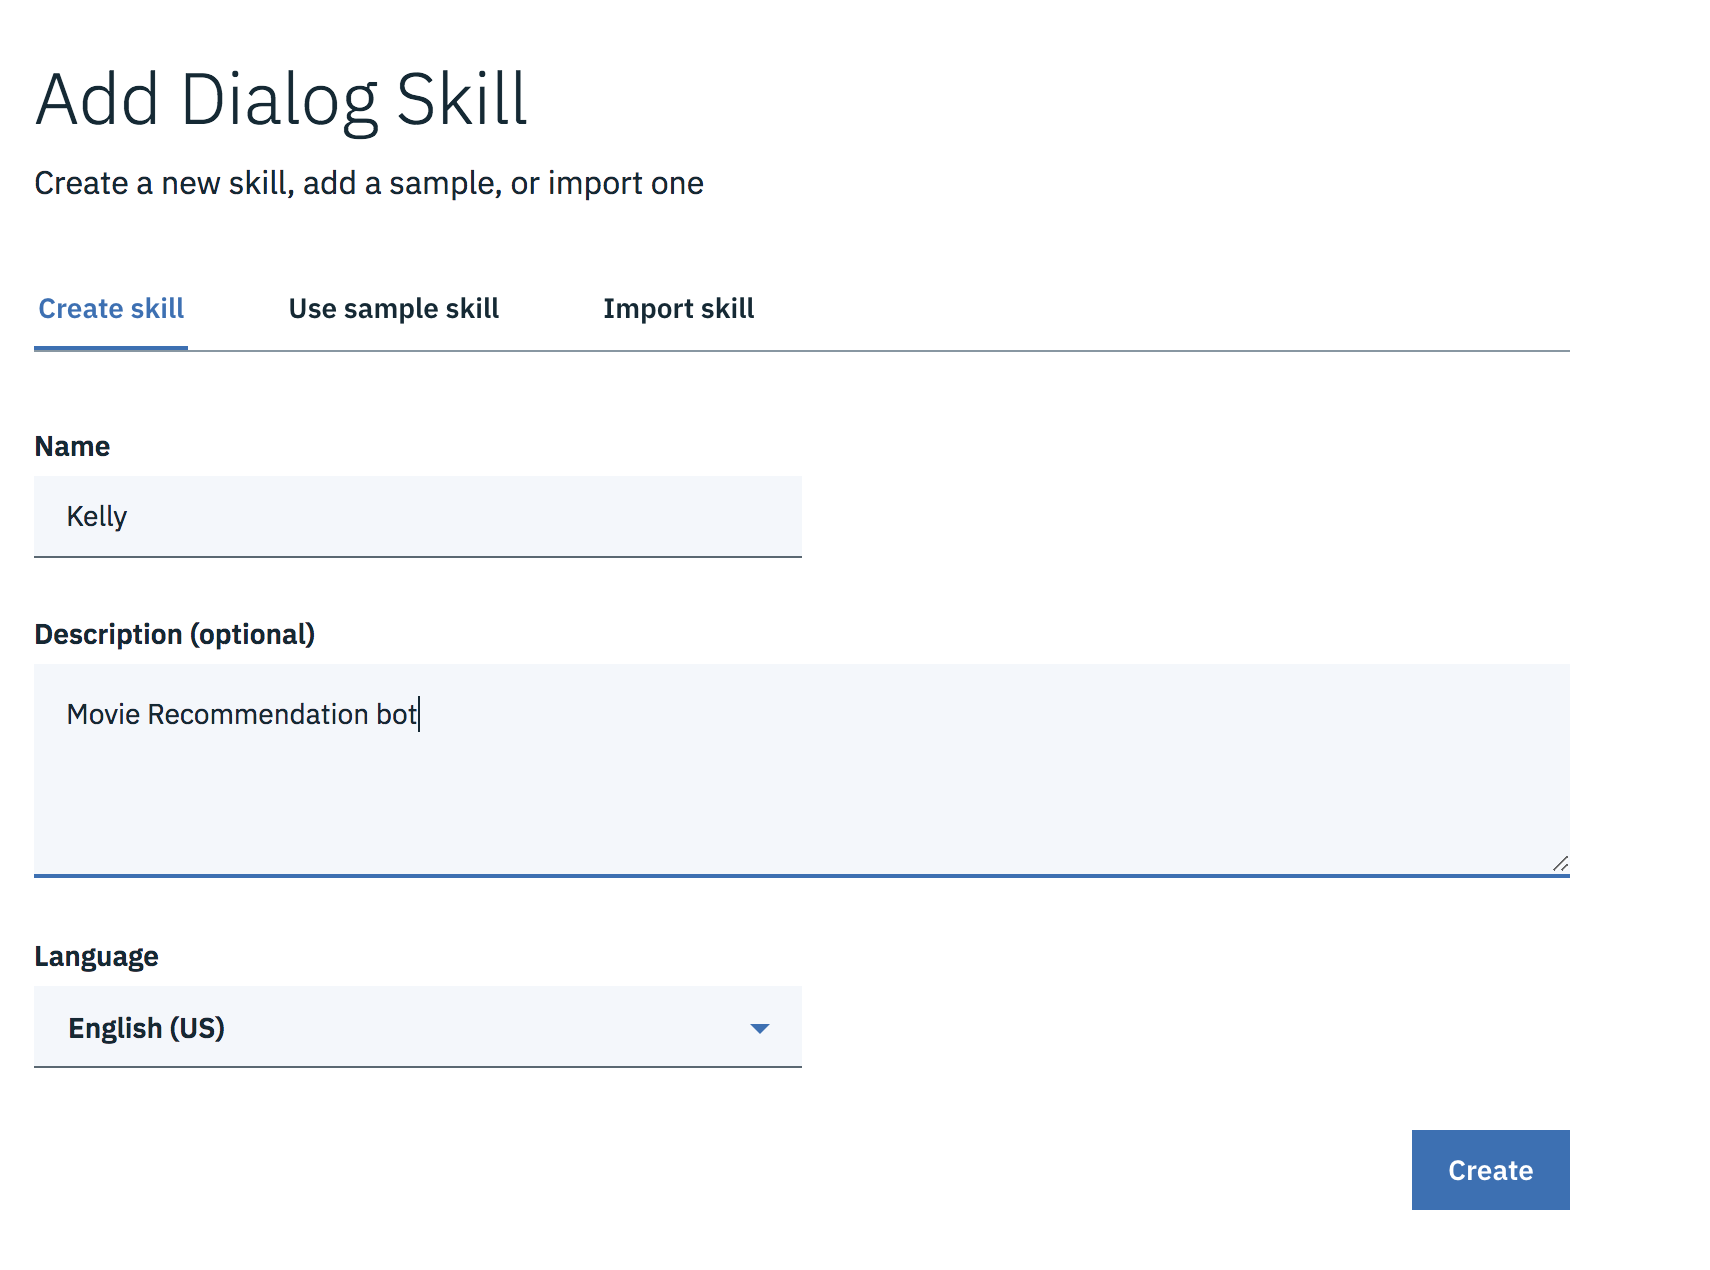 Add Dialog Skill
Create a new skill, add a sample, or import one
Create skill Use sample skill Import skill
Name
Kelly
Description (optional)
Movie Recommendation bot
Language
English (US)
Create